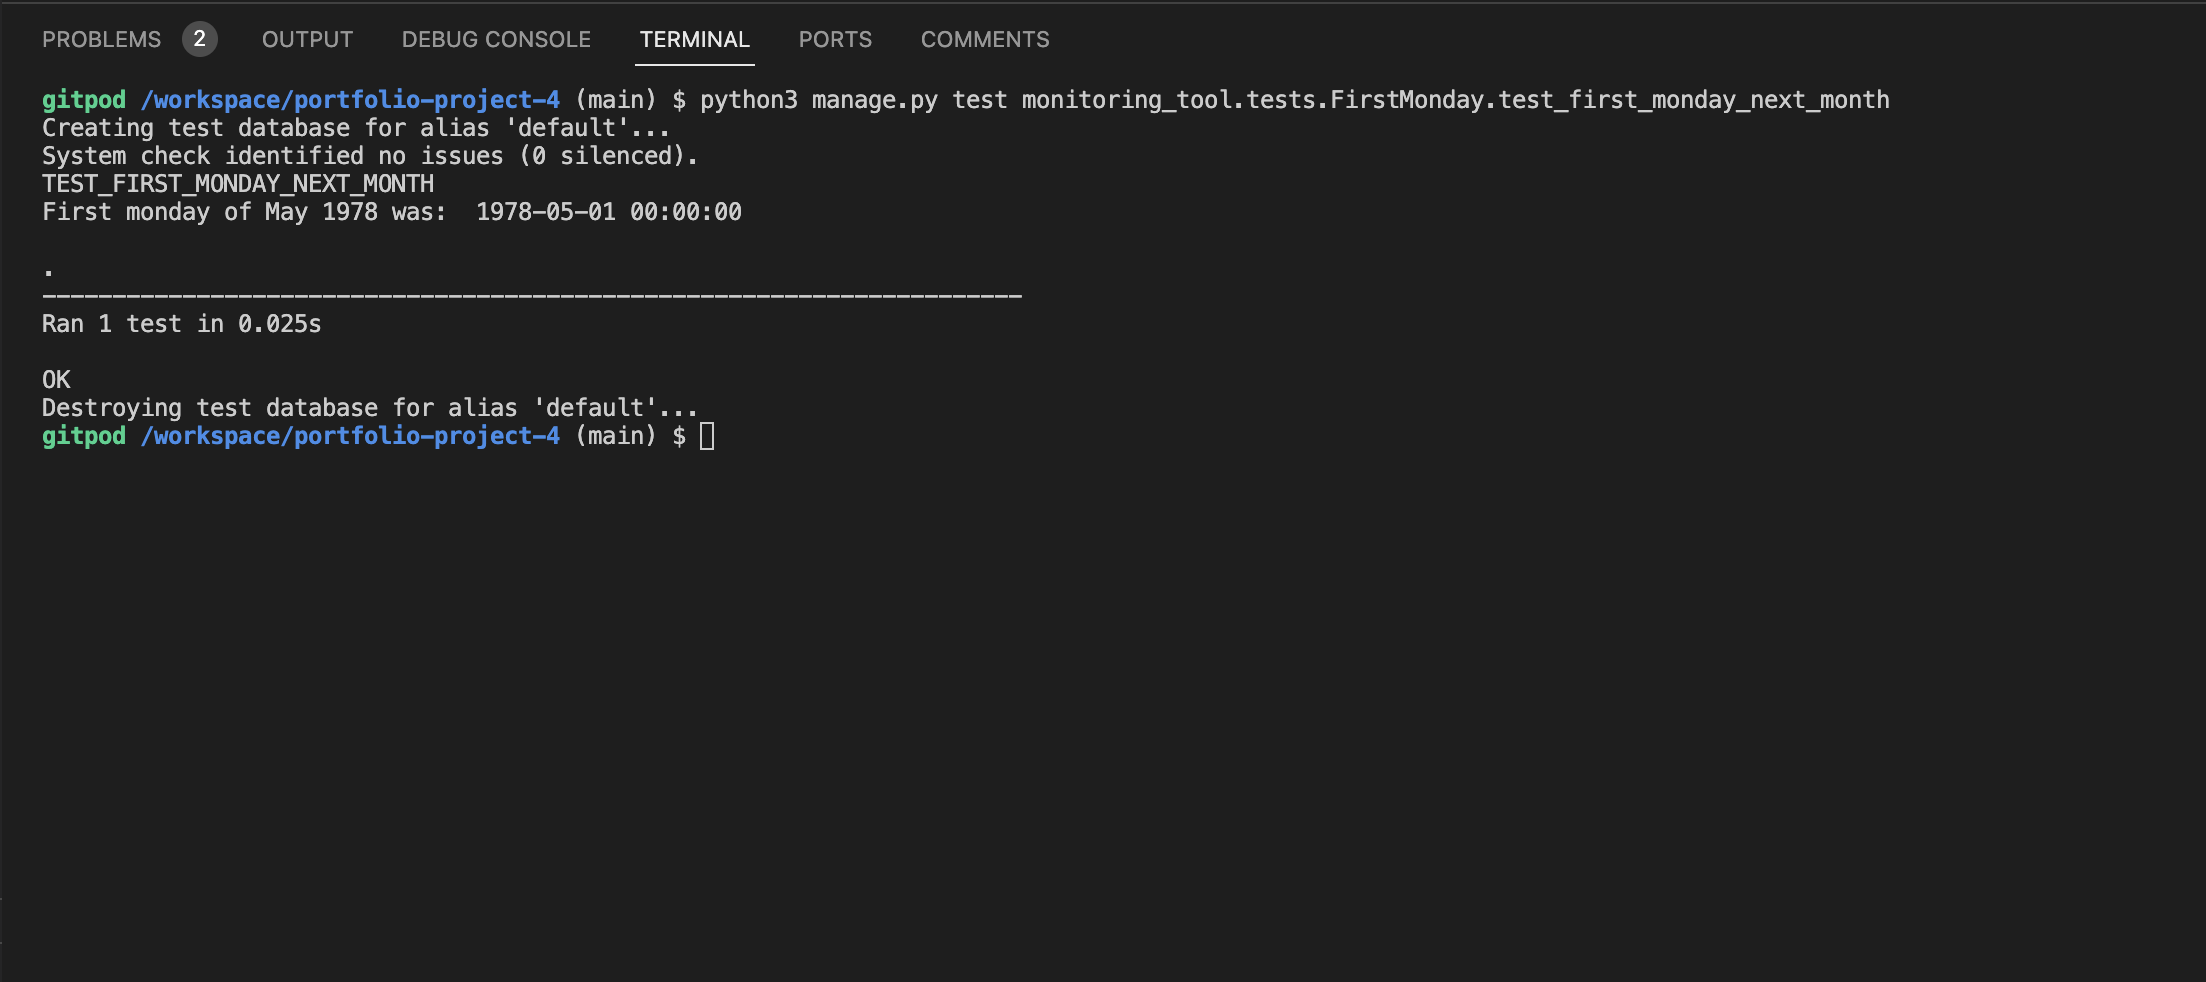 PROBLEMS 2 OUTPUT DEBUG CONSOLE TERMINAL PORTS COMMENTS
gitpod /workspace/portfolio-project-4 (main) $ python3 manage.py test monitoring_tool.tests.FirstMonday.test_first_monday_next_month
Creating test database for alias 'default'...
System check identified no issues (0 silenced).
TEST_FIRST_MONDAY_NEXT_MONTH
First monday of May 1978 was:  1978-05-01 00:00:00
.
----------------------------------------------------------------------
Ran 1 test in 0.025s
OK
Destroying test database for alias 'default'...
gitpod /workspace/portfolio-project-4 (main) $